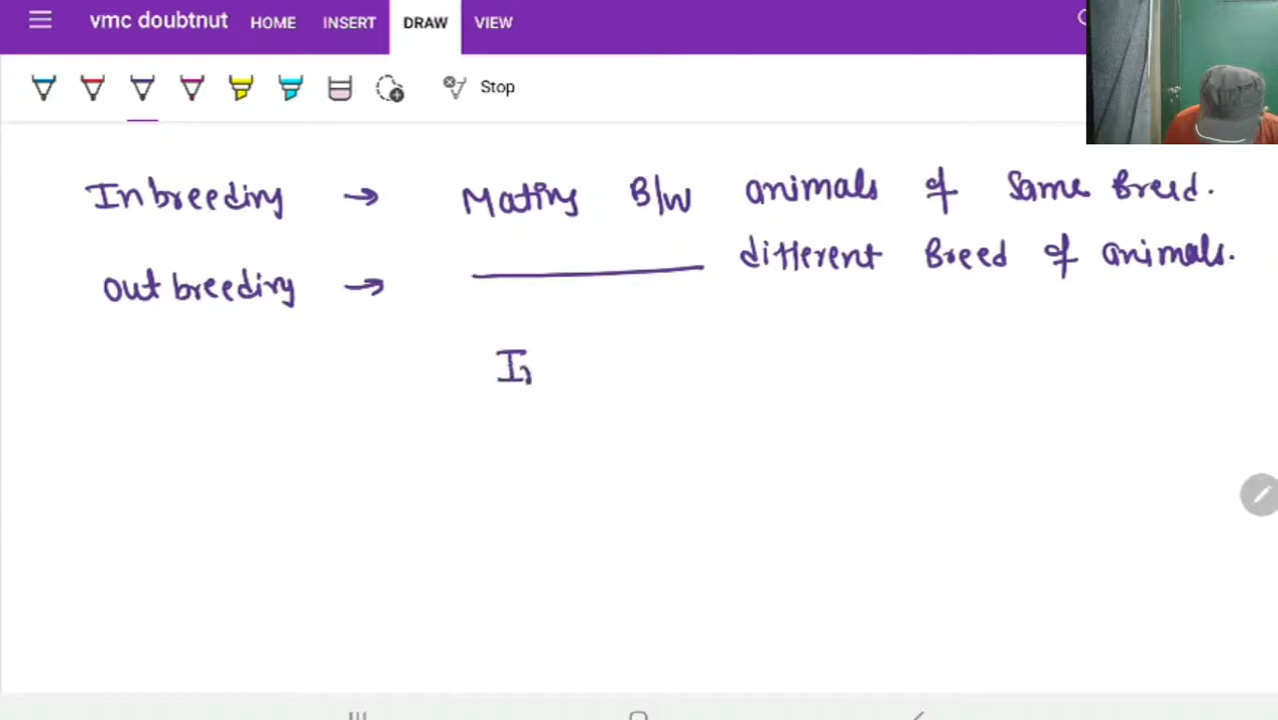 vmc doubtnut HOME INSERT DRAW VIEW
Stop
Inbreeding → Mating B/w animals of Same Breed.
out breeding → different Breed of animals.
In